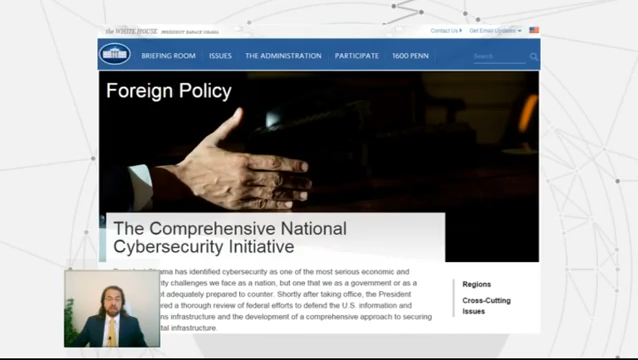 the WHITE HOUSE PRESIDENT BARACK OBAMA
Contact Us Get Email Updates
BRIEFING ROOM ISSUES THE ADMINISTRATION PARTICIPATE 1600 PENN Search
Foreign Policy
The Comprehensive National
Cybersecurity Initiative
Obama has identified cybersecurity as one of the most serious economic and
challenges we face as a nation, but one that we as a government or as a
not adequately prepared to counter. Shortly after taking office, the President
a thorough review of federal efforts to defend the U.S. information and
infrastructure and the development of a comprehensive approach to securing
infrastructure.
Regions
Cross-Cutting
Issues